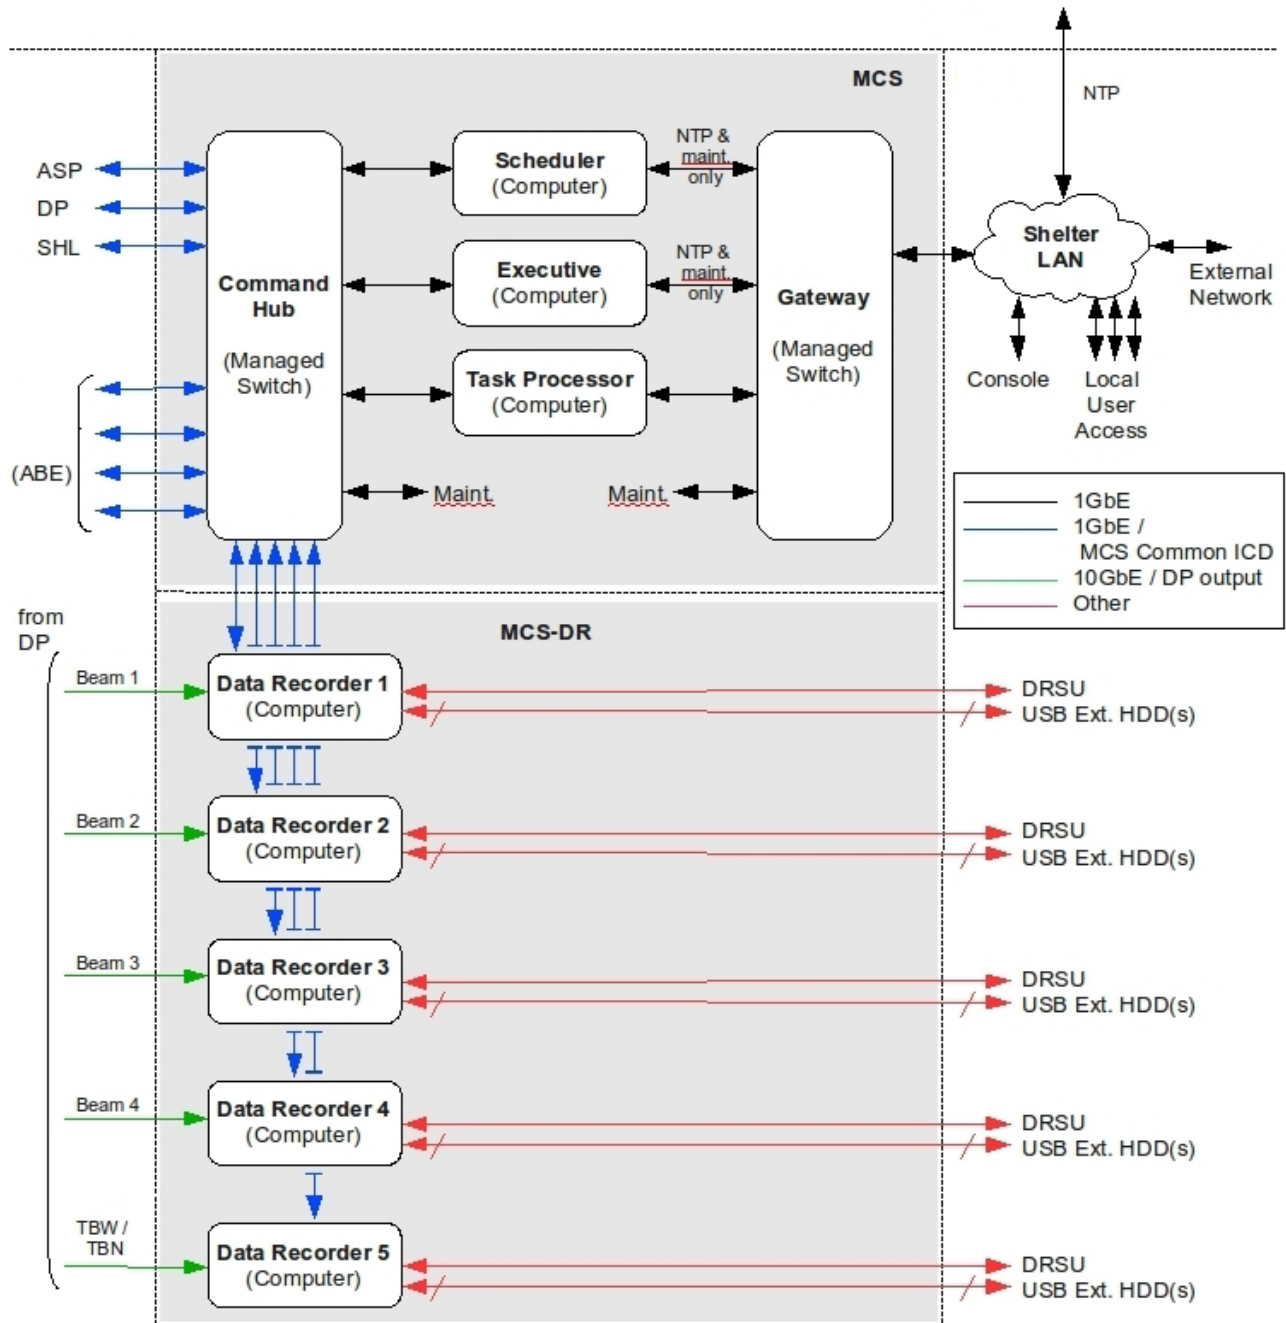 MCS
NTP
ASP
DP
SHL
(ABE)
Command
Hub
(Managed
Switch)
Scheduler
(Computer)
Executive
(Computer)
Task Processor
(Computer)
Maint.
Maint.
NTP &
maint.
only
NTP &
maint.
only
Gateway
(Managed
Switch)
Shelter
LAN
External
Network
Console
Local
User
Access
1GbE
1GbE /
MCS Common ICD
10GbE / DP output
Other
from
DP
MCS-DR
Beam 1
Data Recorder 1
(Computer)
DRSU
USB Ext. HDD(s)
Beam 2
Data Recorder 2
(Computer)
DRSU
USB Ext. HDD(s)
Beam 3
Data Recorder 3
(Computer)
DRSU
USB Ext. HDD(s)
Beam 4
Data Recorder 4
(Computer)
DRSU
USB Ext. HDD(s)
TBW /
TBN
Data Recorder 5
(Computer)
DRSU
USB Ext. HDD(s)